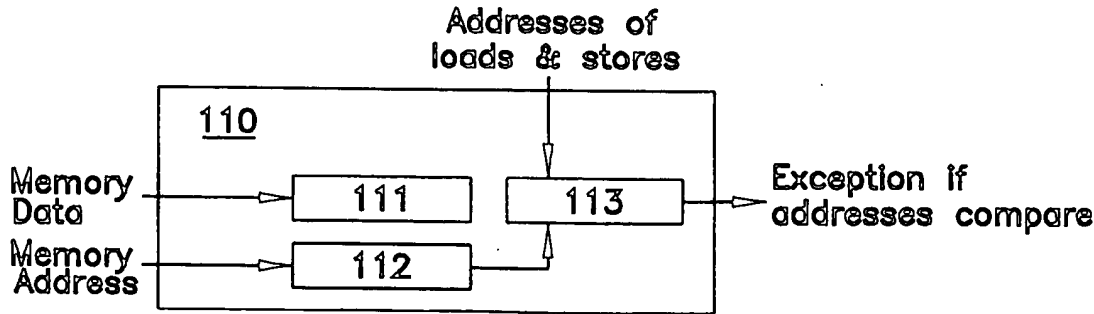 Addresses of
loads & stores
110
Memory
Data
111
113
Exception if
addresses compare
Memory
Address
112